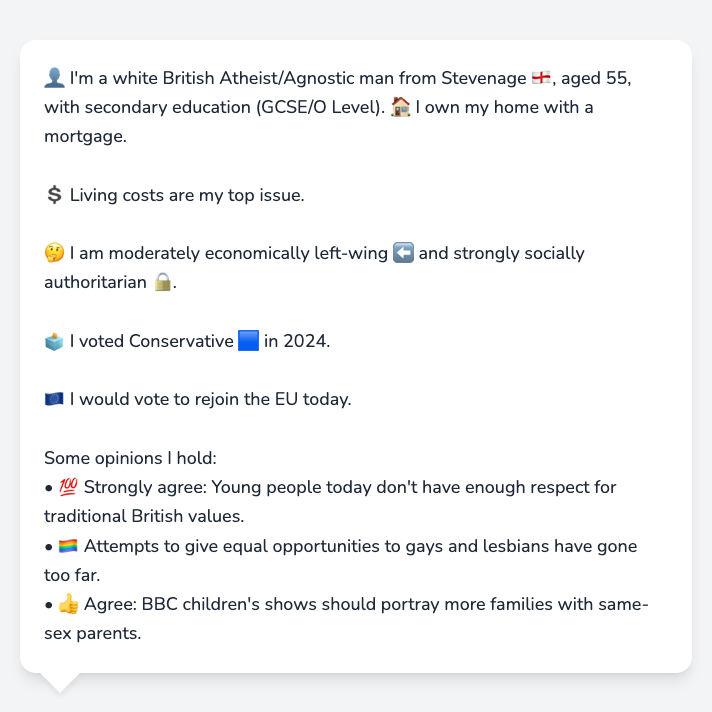 👤 I'm a white British Atheist/Agnostic man from Stevenage 🏴󠁧󠁢󠁥󠁮󠁧󠁿, aged 55,
with secondary education (GCSE/O Level). 🏠 I own my home with a
mortgage.
💲 Living costs are my top issue.
🤔 I am moderately economically left-wing ⬅️ and strongly socially
authoritarian 🔒.
🗳️ I voted Conservative 🟦 in 2024.
🇪🇺 I would vote to rejoin the EU today.
Some opinions I hold:
• 💯 Strongly agree: Young people today don't have enough respect for
traditional British values.
• 🏳️‍🌈 Attempts to give equal opportunities to gays and lesbians have gone
too far.
• 👍 Agree: BBC children's shows should portray more families with same-
sex parents.